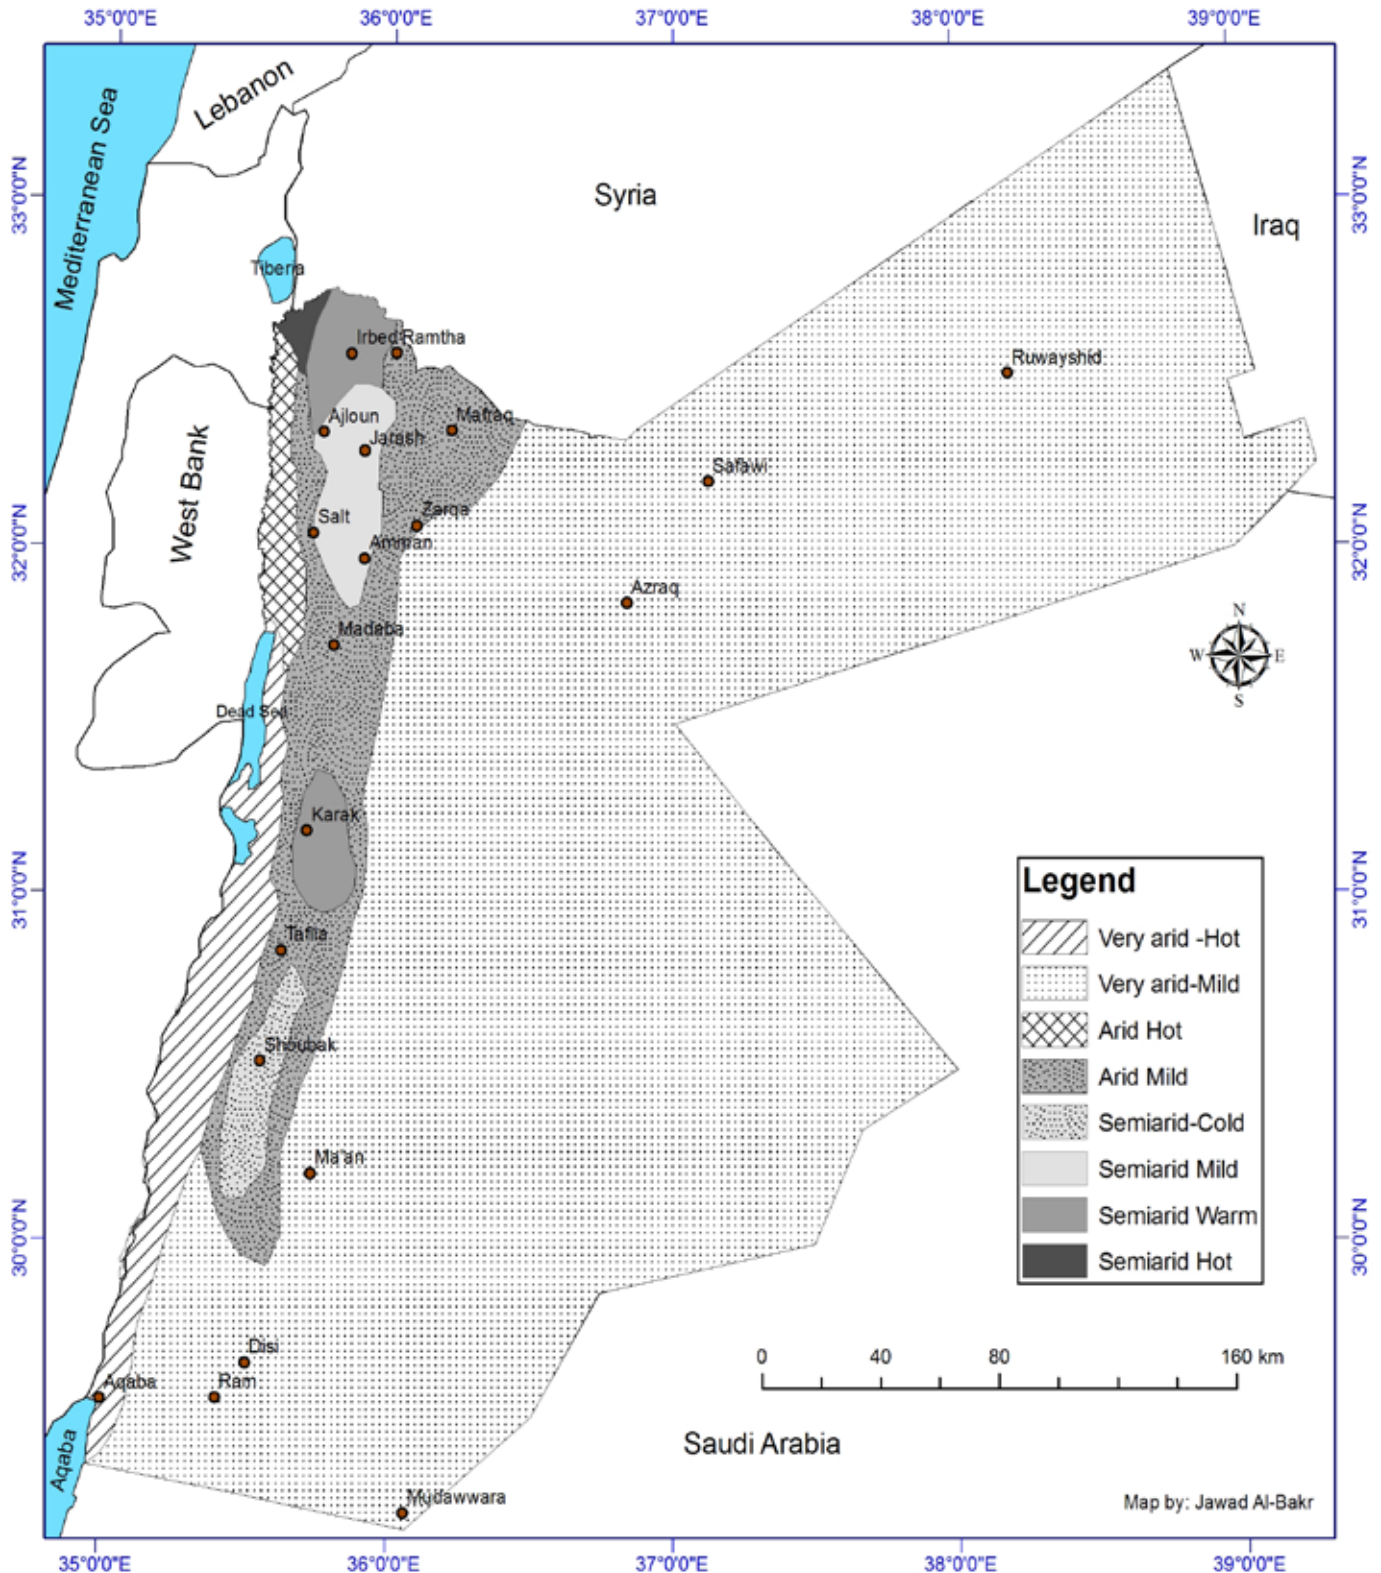 35°0'0"E
36°0'0"E
37°0'0"E
38°0'0"E
39°0'0"E
Lebanon
Mediterranean Sea
Syria
33°0'0"N
33°0'0"N
Iraq
Tiberia
Irbed
Ramtha
Ruwayshid
Ajloun
Mafraq
Jarash
West Bank
Safawi
Salt
Zarqa
32°0'0"N
Amman
32°0'0"N
Azraq
N
Madaba
W
E
S
Dead Sea
Karak
31°0'0"N
31°0'0"N
Legend
Very arid -Hot
Very arid-Mild
Arid Hot
Arid Mild
Semiarid-Cold
Semiarid Mild
Semiarid Warm
Semiarid Hot
Tafila
Shoubak
Ma'an
30°0'0"N
30°0'0"N
Disi
0
40
80
160 km
Aqaba
Ram
Aqaba
Saudi Arabia
Mudawwara
Map by: Jawad Al-Bakr
35°0'0"E
36°0'0"E
37°0'0"E
38°0'0"E
39°0'0"E